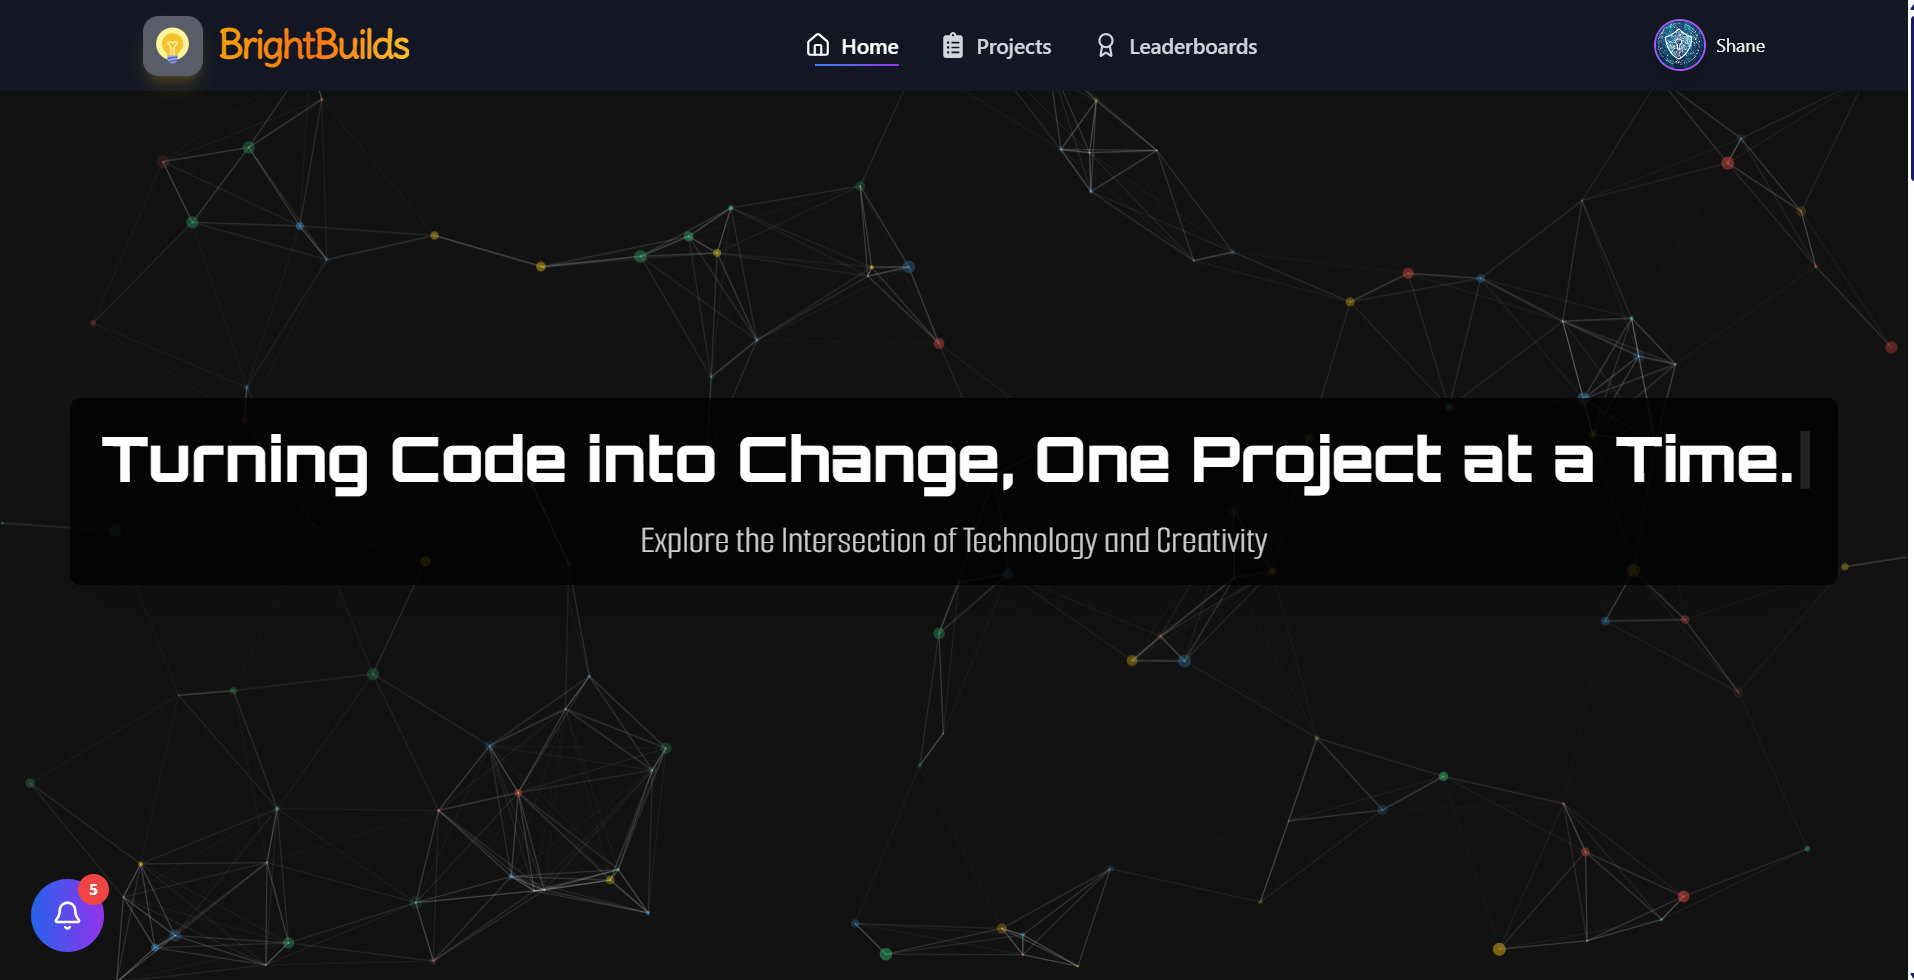 BrightBuilds
Home
Projects
Leaderboards
Shane
Turning Code into Change, One Project at a Time.
Explore the Intersection of Technology and Creativity
5